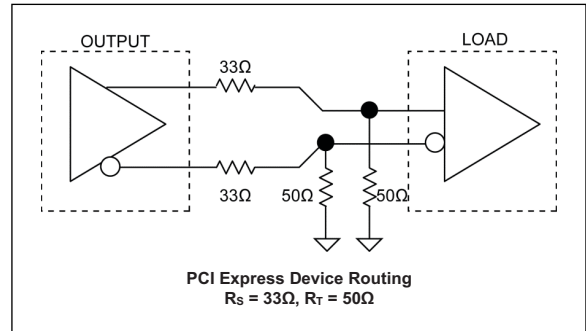 OUTPUT
LOAD
33Ω
33Ω
50Ω
50Ω
PCI Express Device Routing
RS = 33Ω, RT = 50Ω